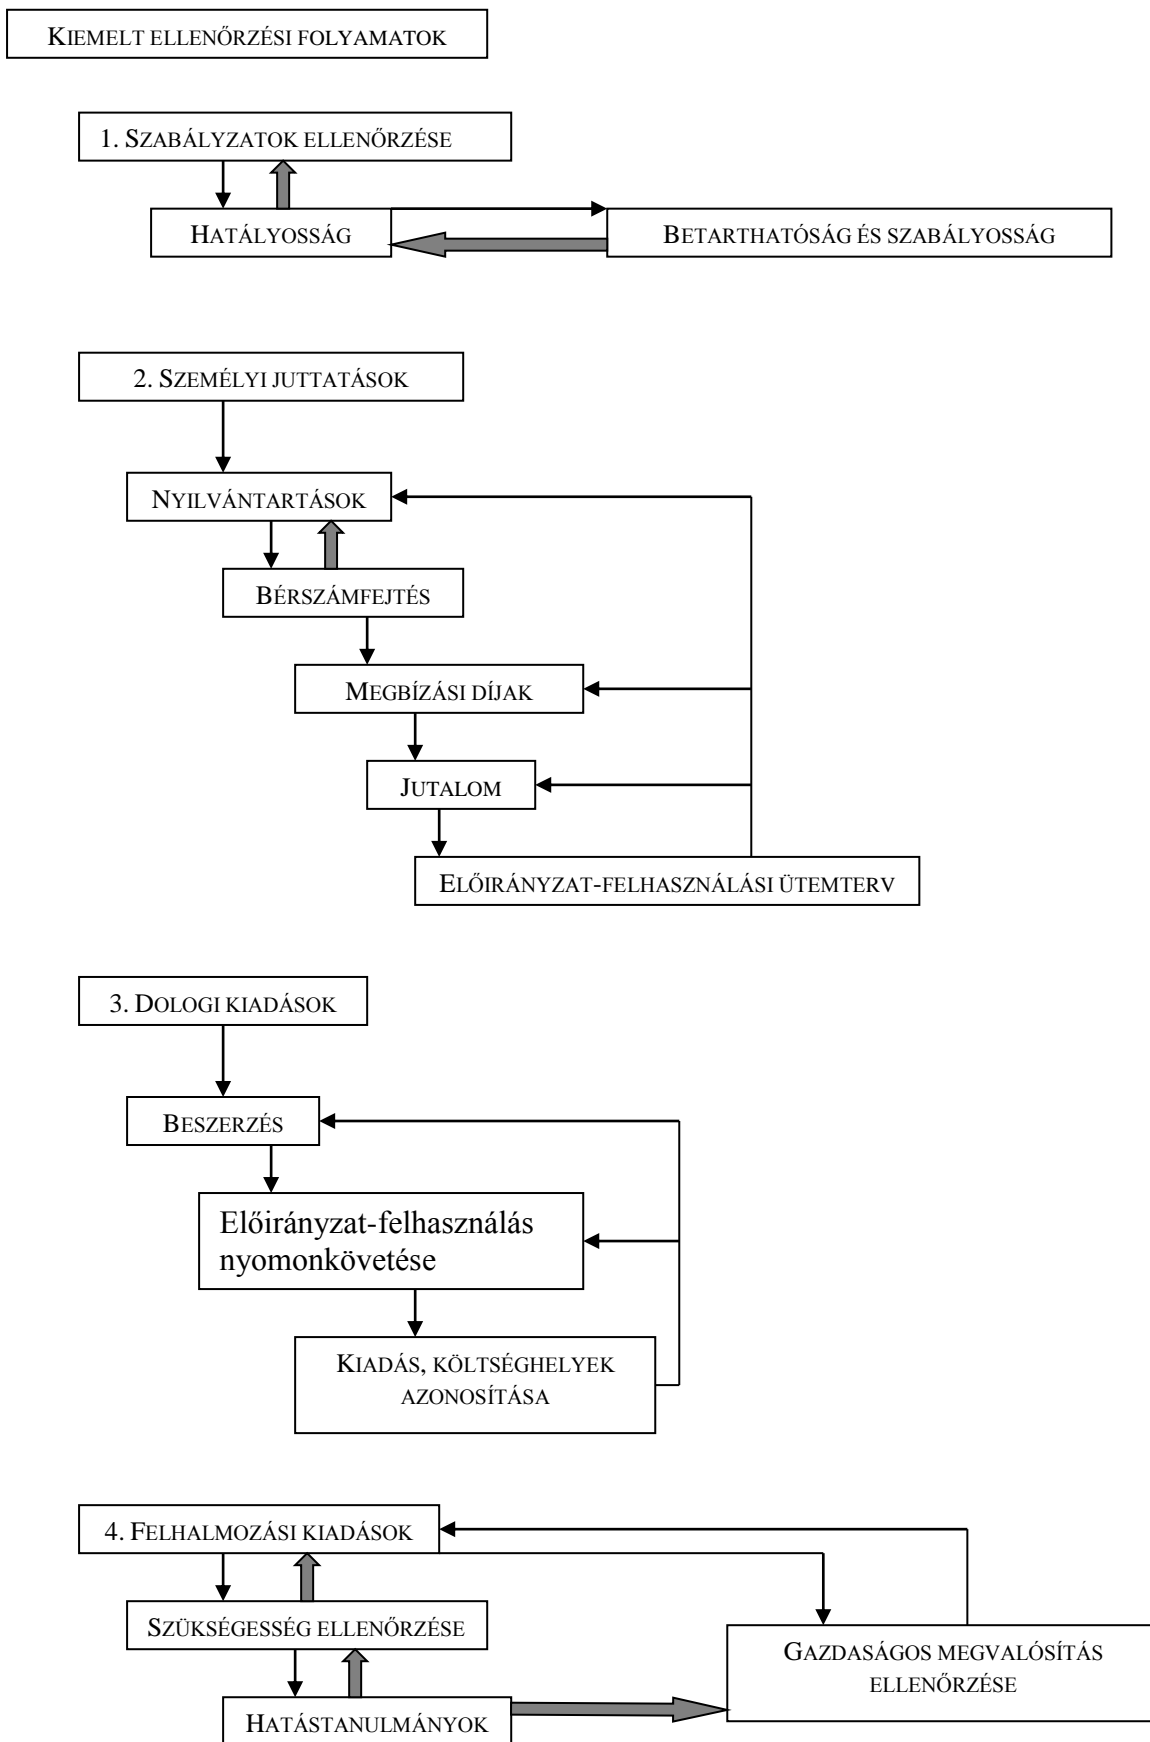 KIEMELT ELLENŐRZÉSI FOLYAMATOK
1. SZABÁLYZATOK ELLENŐRZÉSE
HATÁLYOSSÁG
BETARTHATÓSÁG ÉS SZABÁLYOSSÁG
2. SZEMÉLYI JUTTATÁSOK
NYILVÁNTARTÁSOK
BÉRSZÁMFEJTÉS
MEGBÍZÁSI DÍJAK
JUTALOM
ELŐIRÁNYZAT-FELHASZNÁLÁSI ÜTEMTERV
3. DOLOGI KIADÁSOK
BESZERZÉS
Előirányzat-felhasználás
nyomonkövetése
KIADÁS, KÖLTSÉGHELYEK
AZONOSÍTÁSA
4. FELHALMOZÁSI KIADÁSOK
SZÜKSÉGESSÉG ELLENŐRZÉSE
GAZDASÁGOS MEGVALÓSÍTÁS
ELLENŐRZÉSE
HATÁSTANULMÁNYOK